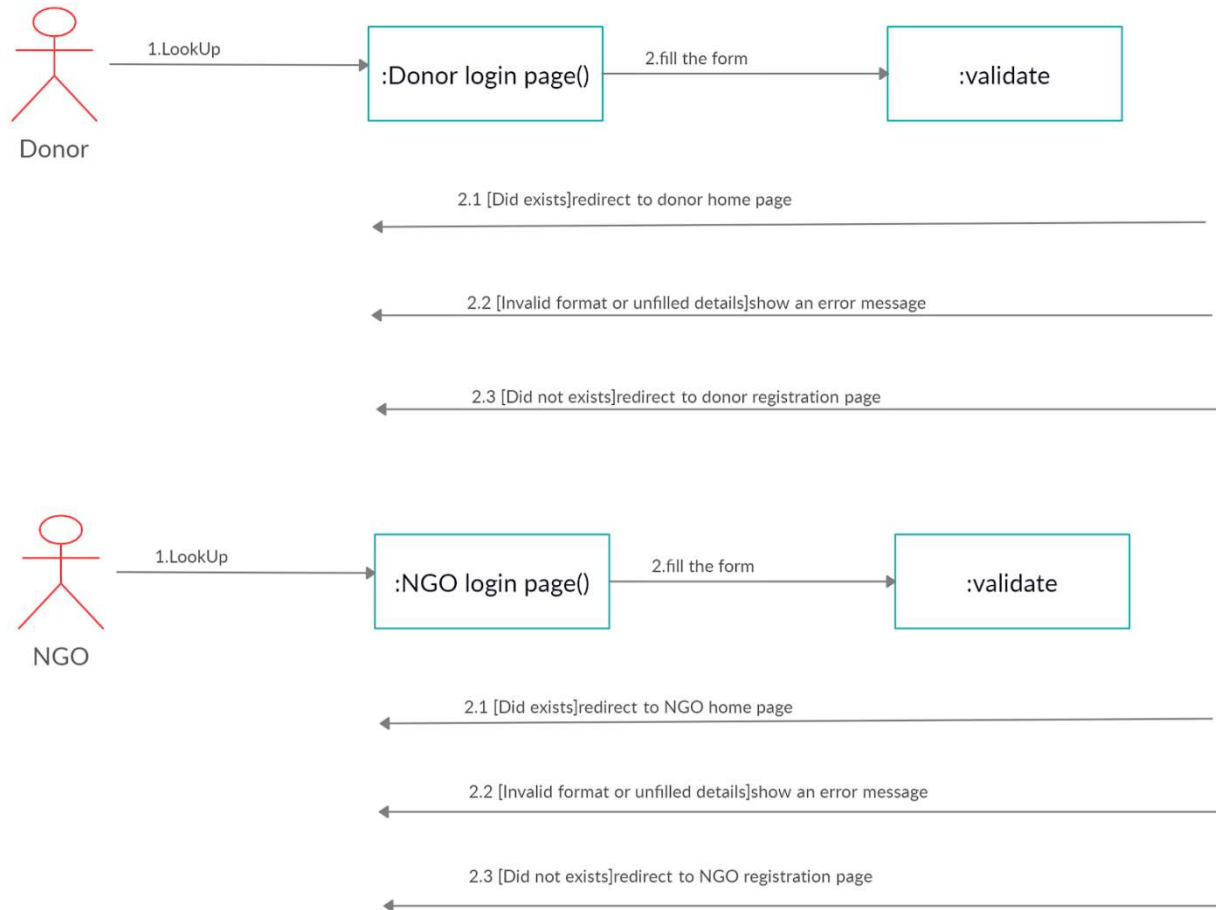 1.LookUp
:Donor login page()
2.fill the form
:validate
Donor
2.1 [Did exists]redirect to donor home page
2.2 [Invalid format or unfilled details]show an error message
2.3 [Did not exists]redirect to donor registration page
1.LookUp
:NGO login page()
2.fill the form
:validate
NGO
2.1 [Did exists]redirect to NGO home page
2.2 [Invalid format or unfilled details]show an error message
2.3 [Did not exists]redirect to NGO registration page